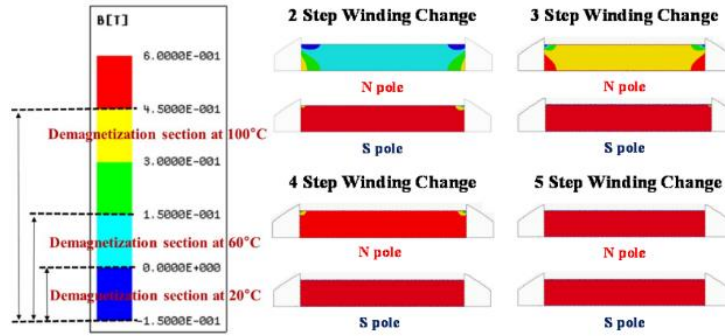 B[T]
6.0000E-001
4.5000E-001
Demagnetization section at 100°C
3.0000E-001
1.5000E-001
Demagnetization section at 60°C
0.0000E+000
Demagnetization section at 20°C
-1.5000E-001
2 Step Winding Change
N pole
S pole
3 Step Winding Change
N pole
S pole
4 Step Winding Change
N pole
S pole
5 Step Winding Change
N pole
S pole